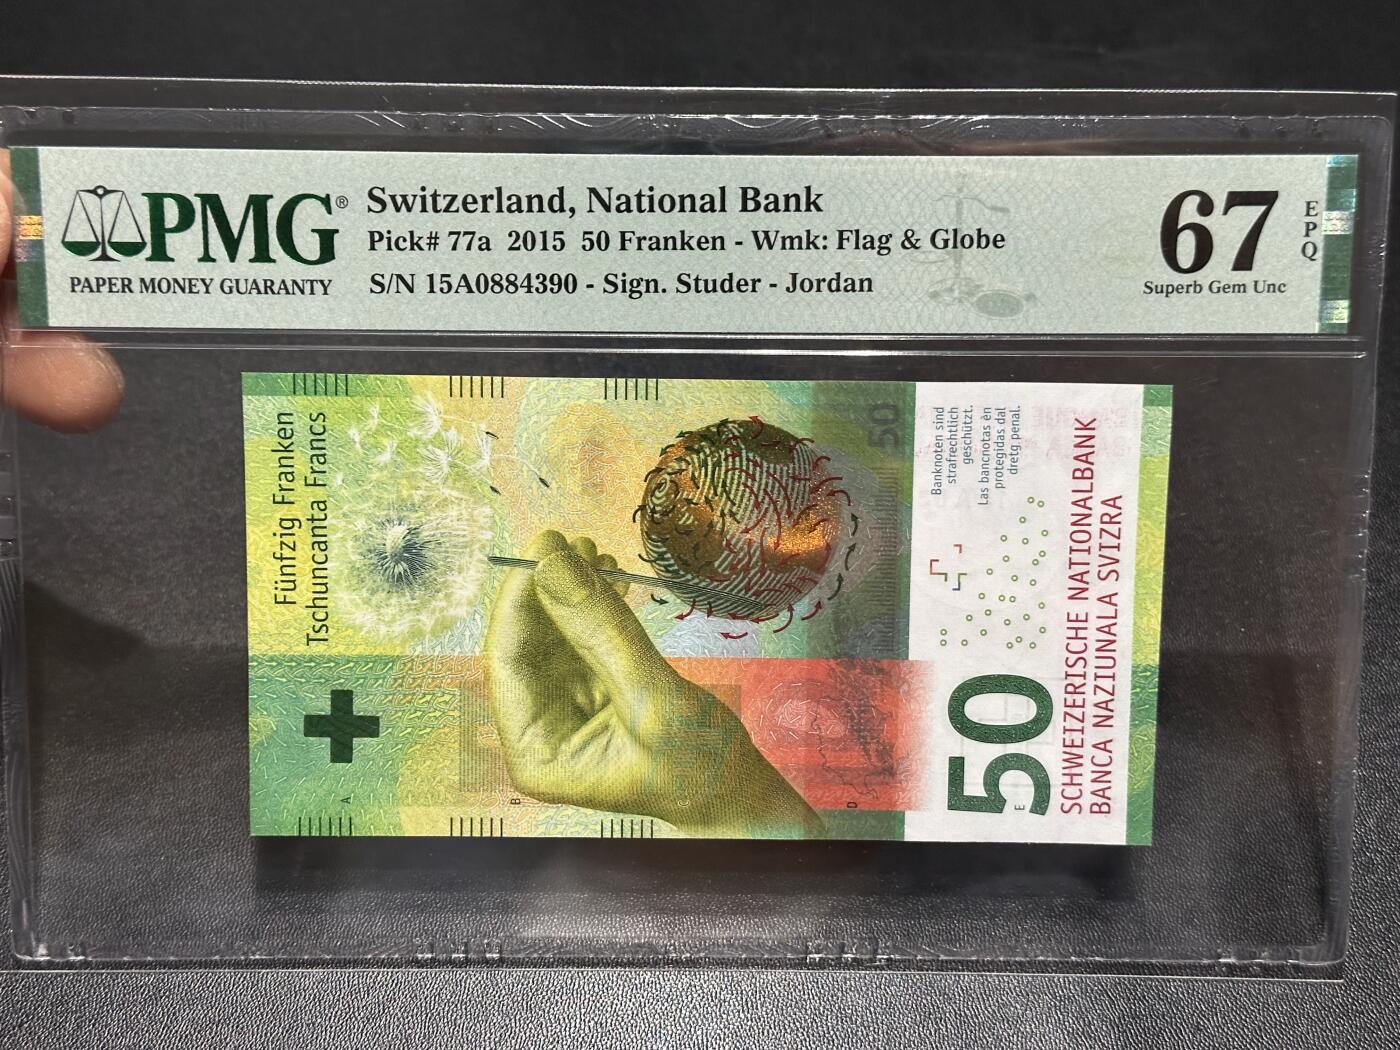 PMG®
PAPER MONEY GUARANTY
Switzerland, National Bank
Pick# 77a 2015 50 Franken - Wmk: Flag & Globe
S/N 15A0884390 - Sign. Studer - Jordan
67
EPQ
Superb Gem Unc
Fünfzig Franken
Tschuncanta Francs
50
Banknoten sind
strafrechtlich
geschützt.
Las bancnotas èn
protegidas dal
dretg penal.
50
SCHWEIZERISCHE NATIONALBANK
BANCA NAZIUNALA SVIZRA
A
B
C
D
E